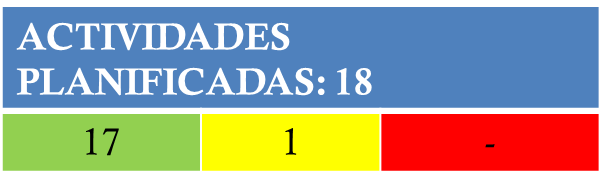 ACTIVIDADES
PLANIFICADAS: 18
17 1 -